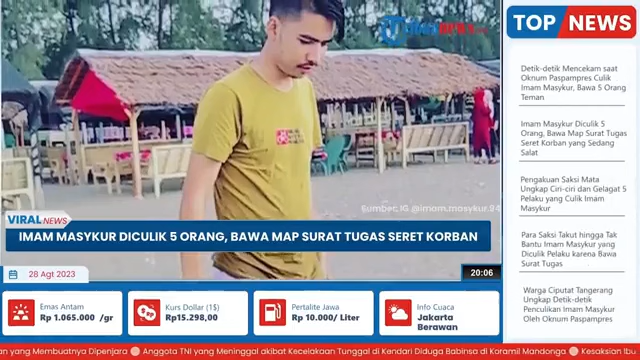 TOP NEWS
Detik-detik Mencekam saat
Oknum Paspampres Culik
Imam Masykur, Bawa 5 Orang
Teman
Imam Masykur Diculik 5
Orang, Bawa Map Surat Tugas
Seret Korban yang Sedang
Salat
Pengakuan Saksi Mata
Ungkap Ciri-ciri dan Gelagat 5
Pelaku yang Culik Imam
Masykur
Para Saksi Takut hingga Tak
Bantu Imam Masykur yang
Diculik Pelaku karena Bawa
Surat Tugas
Warga Ciputat Tangerang
Ungkap Detik-detik
Penculikan Imam Masykur
Oleh Oknum Paspampres
Sumber: IG @imam.masykur.94
VIRAL NEWS
IMAM MASYKUR DICULIK 5 ORANG, BAWA MAP SURAT TUGAS SERET KORBAN
28 Agt 2023
20:06
Emas Antam
Rp 1.065.000 /gr
Kurs Dollar (1$)
Rp15.298,00
Pertalite Jawa
Rp 10.000/ Liter
Info Cuaca
Jakarta
Berawan
an yang Membuatnya Dipenjara Anggota TNI yang Meninggal akibat Kecelakaan Tunggal di Kendari Diduga Babinsa di Koramil Mandonga Kesaksian Ibu